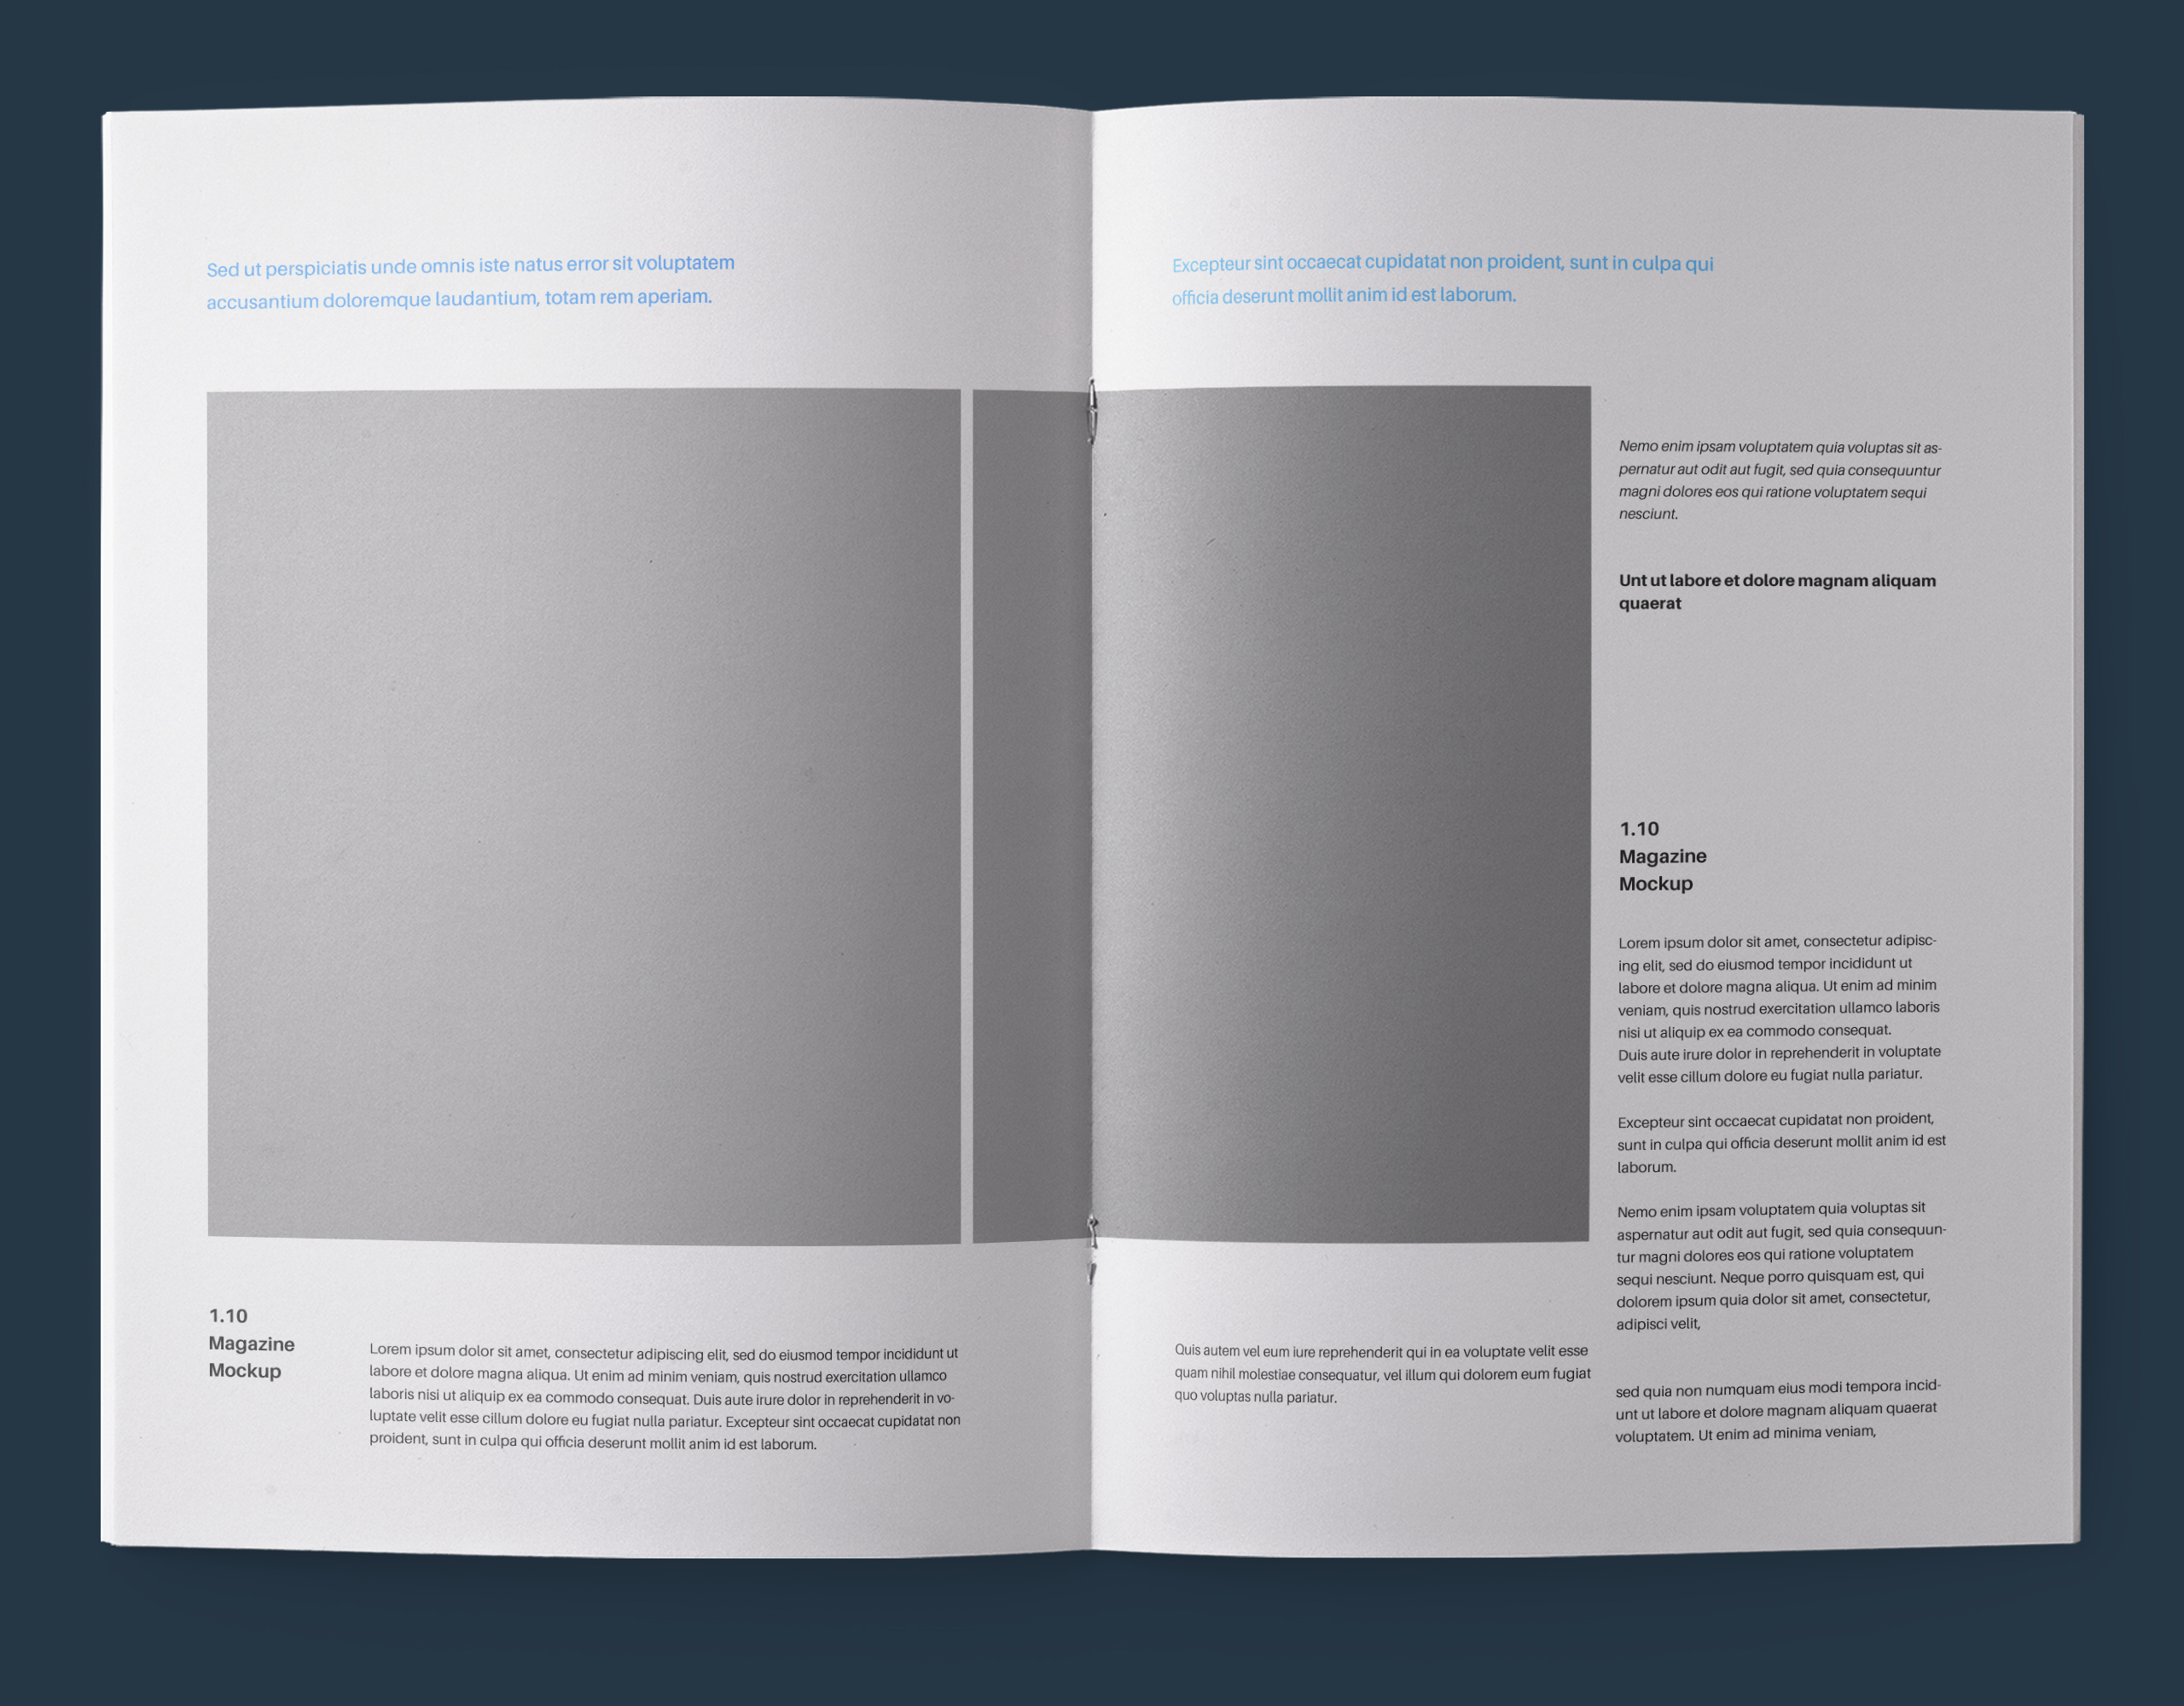 Sed ut perspiciatis unde omnis iste natus error sit voluptatem
accusantium doloremque laudantium, totam rem aperiam.
1.10
Magazine
Mockup
Lorem ipsum dolor sit amet, consectetur adipiscing elit, sed do eiusmod tempor incididunt ut
labore et dolore magna aliqua. Ut enim ad minim veniam, quis nostrud exercitation ullamco
laboris nisi ut aliquip ex ea commodo consequat. Duis aute irure dolor in reprehenderit in vo-
luptate velit esse cillum dolore eu fugiat nulla pariatur. Excepteur sint occaecat cupidatat non
proident, sunt in culpa qui officia deserunt mollit anim id est laborum.
Excepteur sint occaecat cupidatat non proident, sunt in culpa qui
officia deserunt mollit anim id est laborum.
Quis autem vel eum iure reprehenderit qui in ea voluptate velit esse
quam nihil molestiae consequatur, vel illum qui dolorem eum fugiat
quo voluptas nulla pariatur.
Nemo enim ipsam voluptatem quia voluptas sit as-
pernatur aut odit aut fugit, sed quia consequuntur
magni dolores eos qui ratione voluptatem sequi
nesciunt.
Unt ut labore et dolore magnam aliquam
quaerat
1.10
Magazine
Mockup
Lorem ipsum dolor sit amet, consectetur adipisc-
ing elit, sed do eiusmod tempor incididunt ut
labore et dolore magna aliqua. Ut enim ad minim
veniam, quis nostrud exercitation ullamco laboris
nisi ut aliquip ex ea commodo consequat.
Duis aute irure dolor in reprehenderit in voluptate
velit esse cillum dolore eu fugiat nulla pariatur.
Excepteur sint occaecat cupidatat non proident,
sunt in culpa qui officia deserunt mollit anim id est
laborum.
Nemo enim ipsam voluptatem quia voluptas sit
aspernatur aut odit aut fugit, sed quia consequun-
tur magni dolores eos qui ratione voluptatem
sequi nesciunt. Neque porro quisquam est, qui
dolorem ipsum quia dolor sit amet, consectetur,
adipisci velit,
sed quia non numquam eius modi tempora incid-
unt ut labore et dolore magnam aliquam quaerat
voluptatem. Ut enim ad minima veniam,